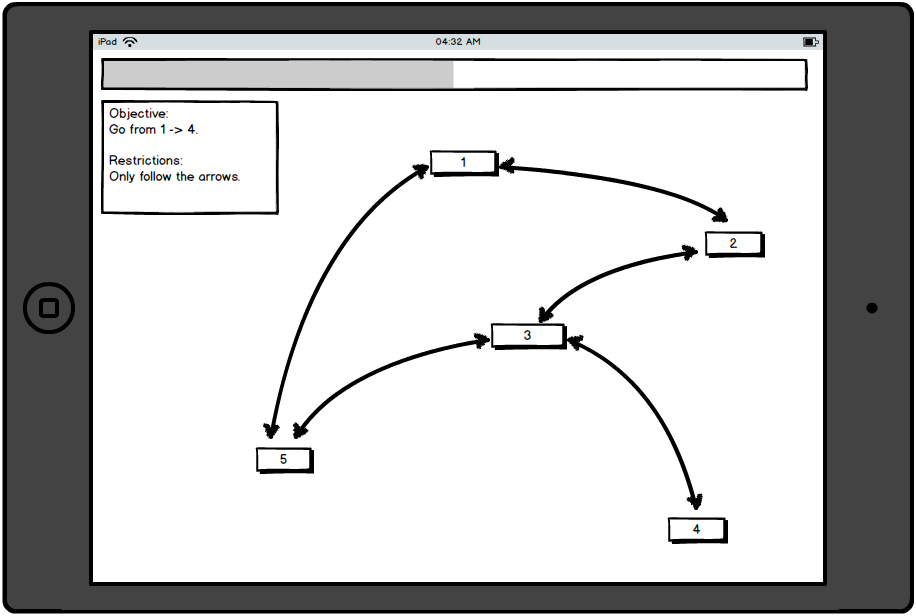 iPad 04:32 AM
Objective:
Go from 1 -> 4.
Restrictions:
Only follow the arrows.
1
2
3
5
4